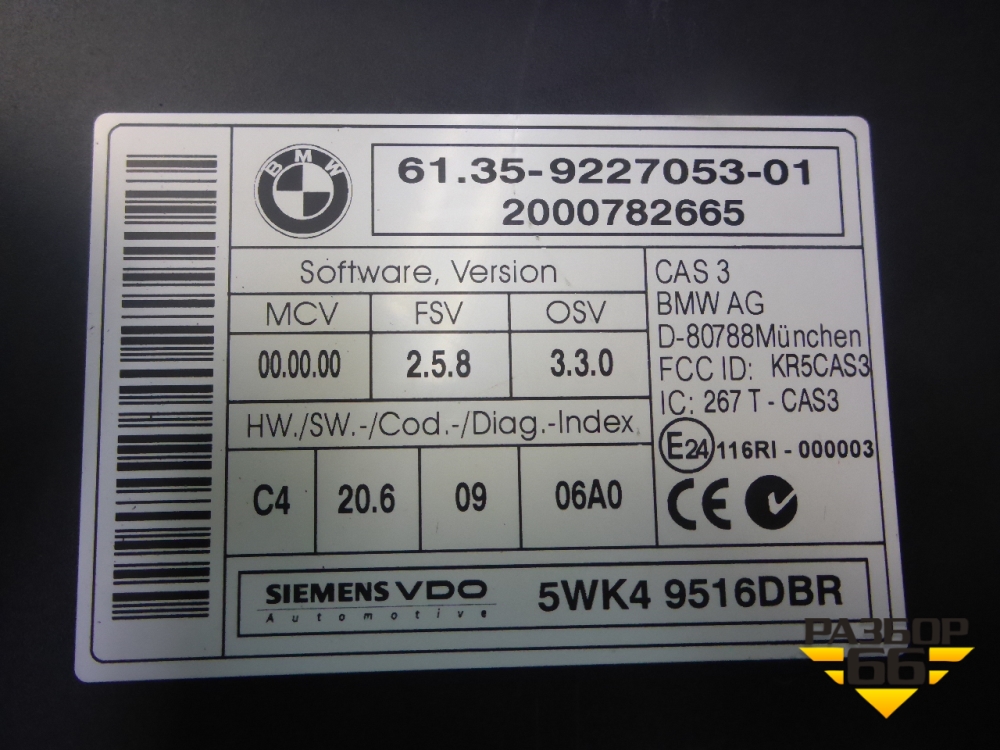 BMW
61.35-9227053-01
2000782665
Software, Version
MCV FSV OSV
00.00.00 2.5.8 3.3.0
HW./SW.-/Cod.-/Diag.-Index
C4 20.6 09 06A0
CAS 3
BMW AG
D-80788München
FCC ID: KR5CAS3
IC: 267 T - CAS3
E24 116RI - 000003
CE
SIEMENS VDO
Automotive
5WK4 9516DBR
РАЗБОР
66